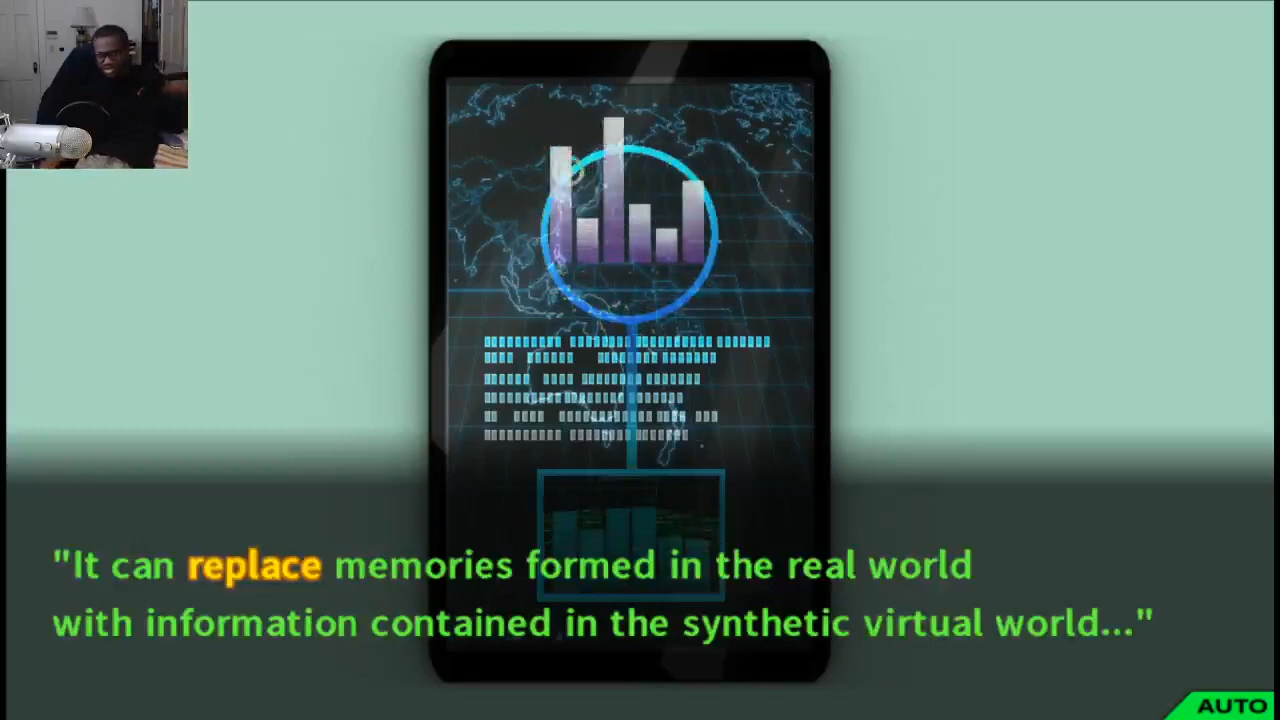 "It can replace memories formed in the real world
with information contained in the synthetic virtual world..."
AUTO